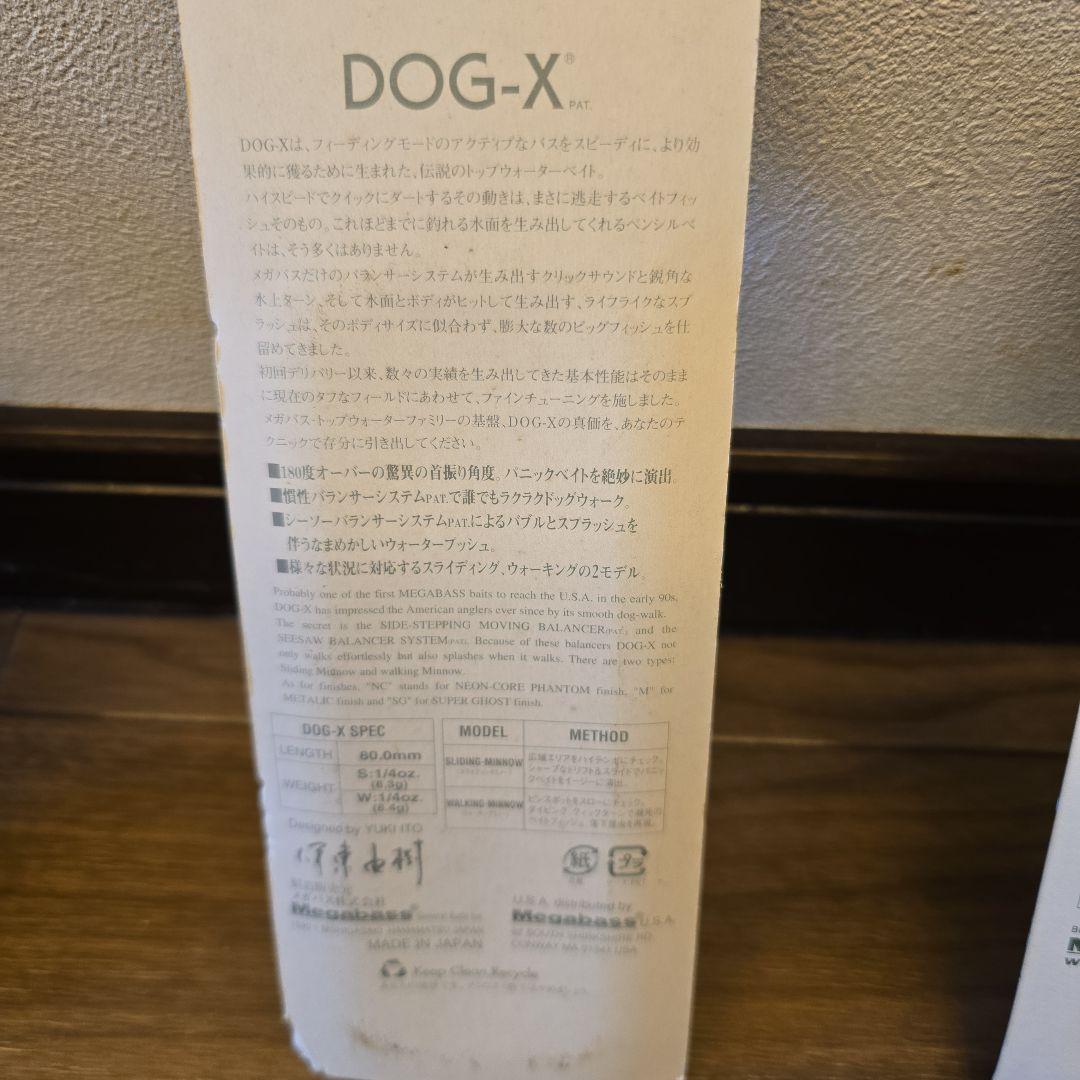 DOG-X®
PAT.
DOG-Xは、フィーディングモードのアクティブなバスをスピーディに、より効
果的に獲るために生まれた、伝説のトップウォーターベイト。
ハイスピードでクイックにダートするその動きは、まさに逃走するベイトフィッ
シュそのもの。これほどまでに釣れる水面を生み出してくれるペンシルベ
イトは、そう多くはありません。
メガバスだけのバランサーシステムが生み出すクリックサウンドと鋭角な
水上ターン、そして水面とボディがヒットして生み出す、ライフライクなスプ
ラッシュは、そのボディサイズに似合わず、膨大な数のビッグフィッシュを仕
留めてきました。
初回デリバリー以来、数々の実績を生み出してきた基本性能はそのまま
に現在のタフなフィールドにあわせて、ファインチューニングを施しました。
メガバス・トップウォーターファミリーの基盤、DOG-Xの真価を、あなたのテ
クニックで存分に引き出してください。
■180度オーバーの驚異の首振り角度。パニックベイトを絶妙に演出。
■慣性バランサーシステムPAT.で誰でもラクラクドッグウォーク。
■シーソーバランサーシステムPAT.によるバブルとスプラッシュを
伴うなまめかしいウォータープッシュ。
■様々な状況に対応するスライディング、ウォーキングの2モデル。
Probably one of the first MEGABASS baits to reach the U.S.A. in the early 90s,
DOG-X has impressed the American anglers ever since by its smooth dog-walk.
The secret is the SIDE-STEPPING MOVING BALANCER(PAT.) and the
SEESAW BALANCER SYSTEM(PAT). Because of these balancers DOG-X not
only walks effortlessly but also splashes when it walks. There are two types:
Sliding Minnow and walking Minnow.
As for finishes, "NC" stands for NEON-CORE PHANTOM finish, "M" for
METALIC finish and "SG" for SUPER GHOST finish.
DOG-X SPEC
LENGTH 80.0mm
WEIGHT S:1/4oz.
W:1/4oz.
(8.4g)
MODEL METHOD
SLIDING-MINNOW
WALKING-MINNOW
Designed by YUKI ITO
伊東由樹
紙 プラ
メガバス株式会社
Megabass®
MADE IN JAPAN
U.S.A. distributed by
Megabass U.S.A.
CONWAY MA 01341 USA
Keep Clean Recycle